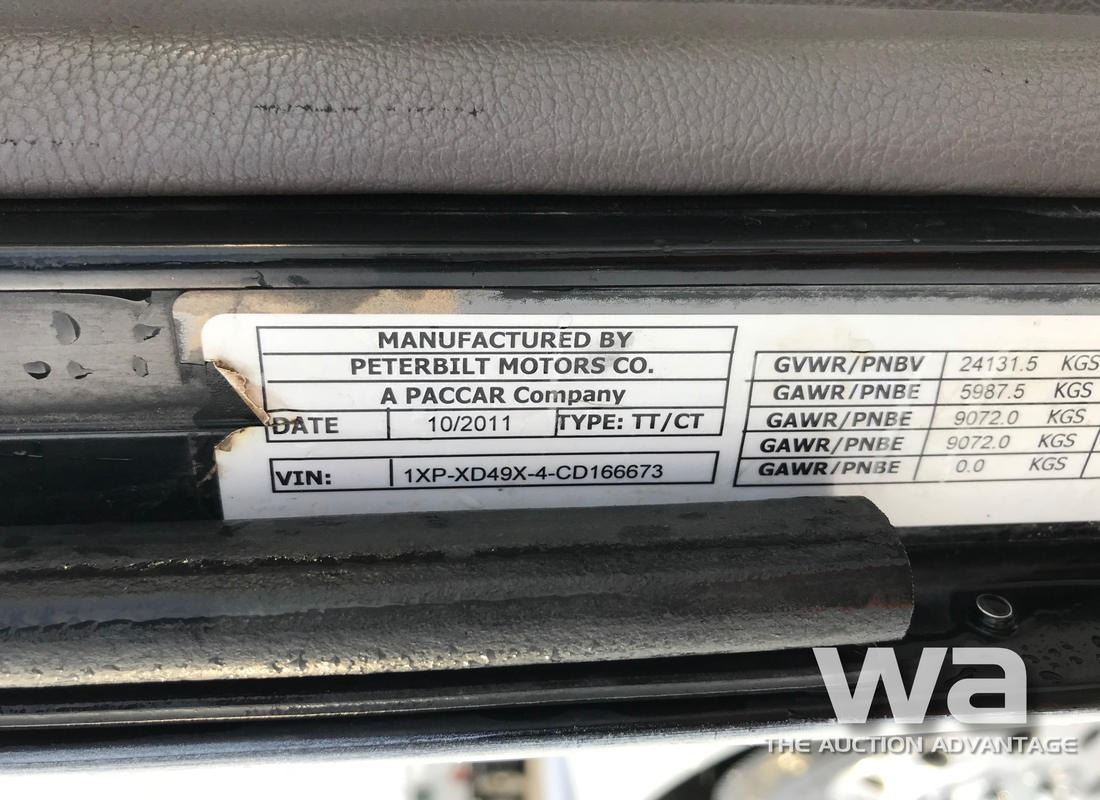 MANUFACTURED BY
PETERBILT MOTORS CO.
A PACCAR Company
DATE 10/2011 TYPE: TT/CT
VIN: 1XP-XD49X-4-CD166673
GVWR/PNBV 24131.5 KGS
GAWR/PNBE 5987.5 KGS
GAWR/PNBE 9072.0 KGS
GAWR/PNBE 9072.0 KGS
GAWR/PNBE 0.0 KGS
wa
THE AUCTION ADVANTAGE